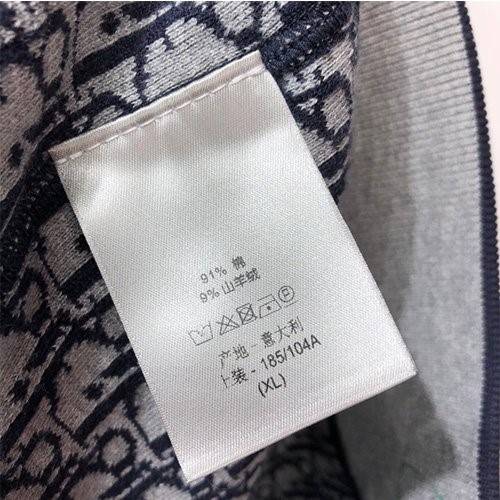 91% 棉
9% 山羊绒
产地 - 意大利
上装 - 185/104A
(XL)